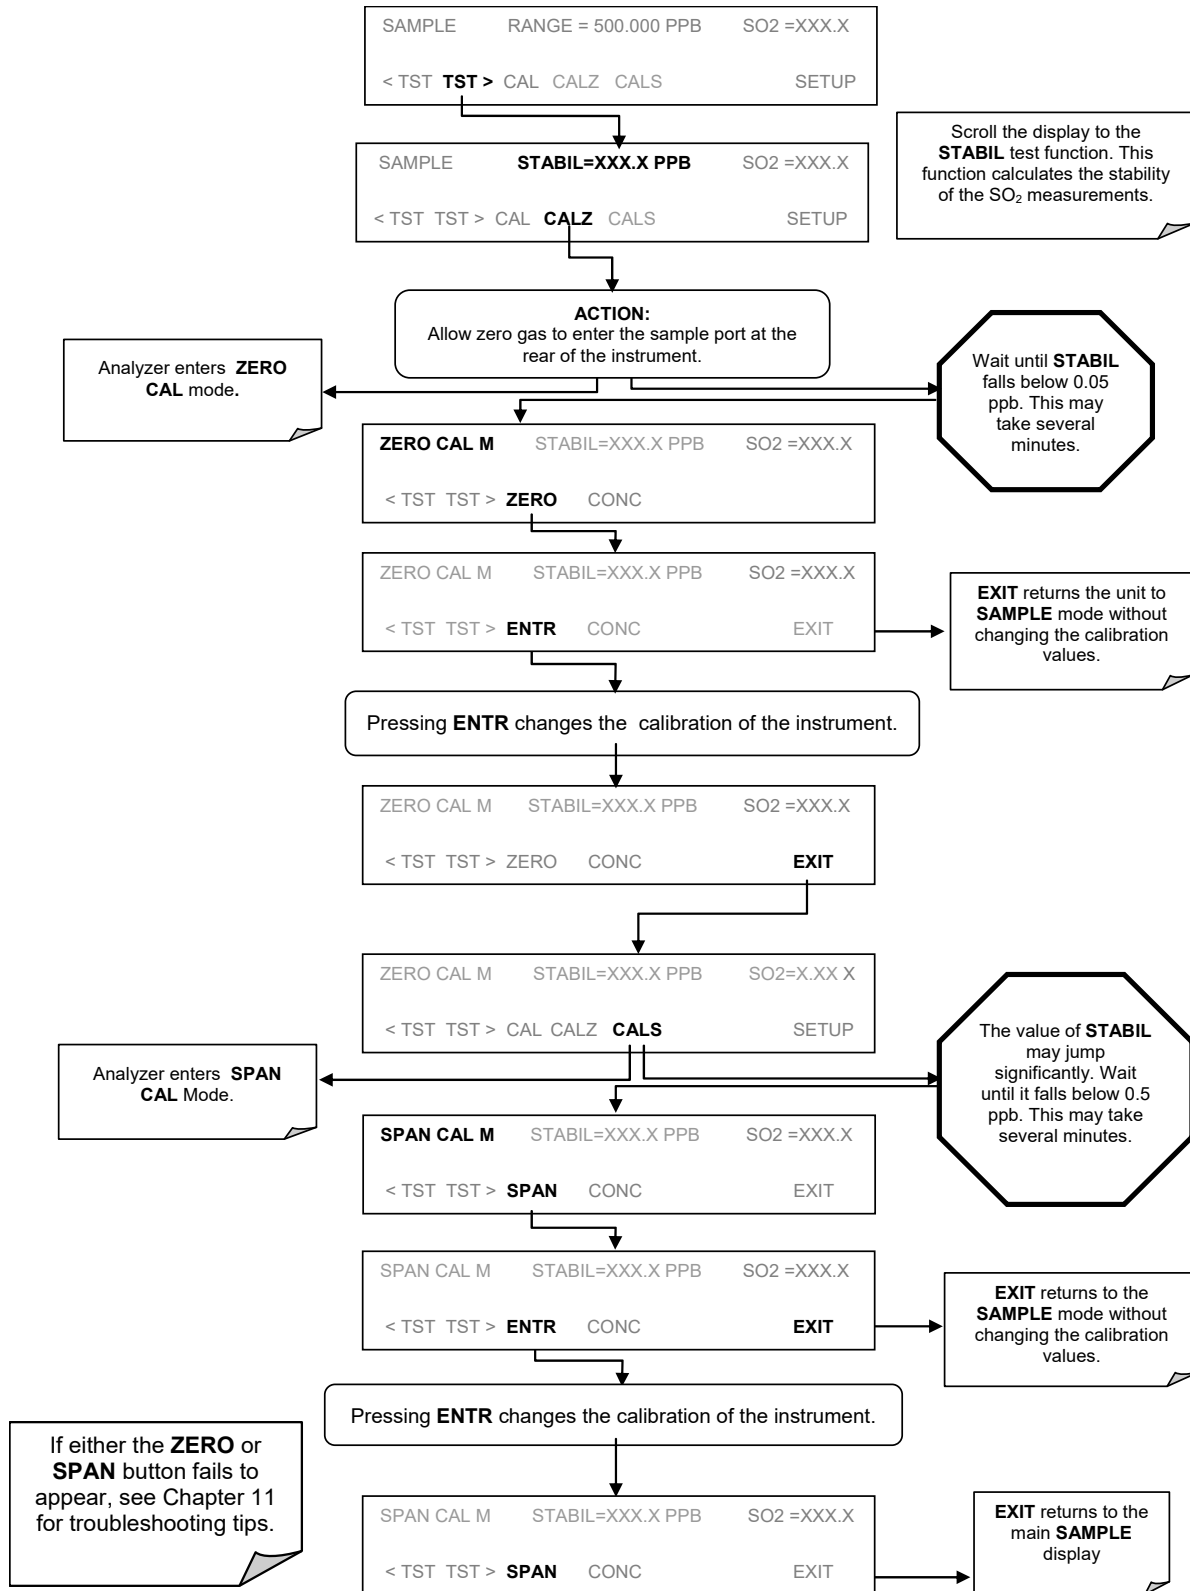 SAMPLE RANGE = 500.000 PPB SO2 =XXX.X
< TST TST > CAL CALZ CALS SETUP
Scroll the display to the
STABIL test function. This
function calculates the stability
of the SO₂ measurements.
SAMPLE STABIL=XXX.X PPB SO2 =XXX.X
< TST TST > CAL CALZ CALS SETUP
ACTION:
Allow zero gas to enter the sample port at the
rear of the instrument.
Analyzer enters ZERO
CAL mode.
Wait until STABIL
falls below 0.05
ppb. This may
take several
minutes.
ZERO CAL M STABIL=XXX.X PPB SO2 =XXX.X
< TST TST > ZERO CONC
ZERO CAL M STABIL=XXX.X PPB SO2 =XXX.X
< TST TST > ENTR CONC EXIT
EXIT returns the unit to
SAMPLE mode without
changing the calibration
values.
Pressing ENTR changes the calibration of the instrument.
ZERO CAL M STABIL=XXX.X PPB SO2 =XXX.X
< TST TST > ZERO CONC EXIT
ZERO CAL M STABIL=XXX.X PPB SO2=X.XX X
< TST TST > CAL CALZ CALS SETUP
Analyzer enters SPAN
CAL Mode.
The value of STABIL
may jump
significantly. Wait
until it falls below 0.5
ppb. This may take
several minutes.
SPAN CAL M STABIL=XXX.X PPB SO2 =XXX.X
< TST TST > SPAN CONC EXIT
SPAN CAL M STABIL=XXX.X PPB SO2 =XXX.X
< TST TST > ENTR CONC EXIT
EXIT returns to the
SAMPLE mode without
changing the calibration
values.
Pressing ENTR changes the calibration of the instrument.
If either the ZERO or
SPAN button fails to
appear, see Chapter 11
for troubleshooting tips.
SPAN CAL M STABIL=XXX.X PPB SO2 =XXX.X
< TST TST > SPAN CONC EXIT
EXIT returns to the
main SAMPLE
display